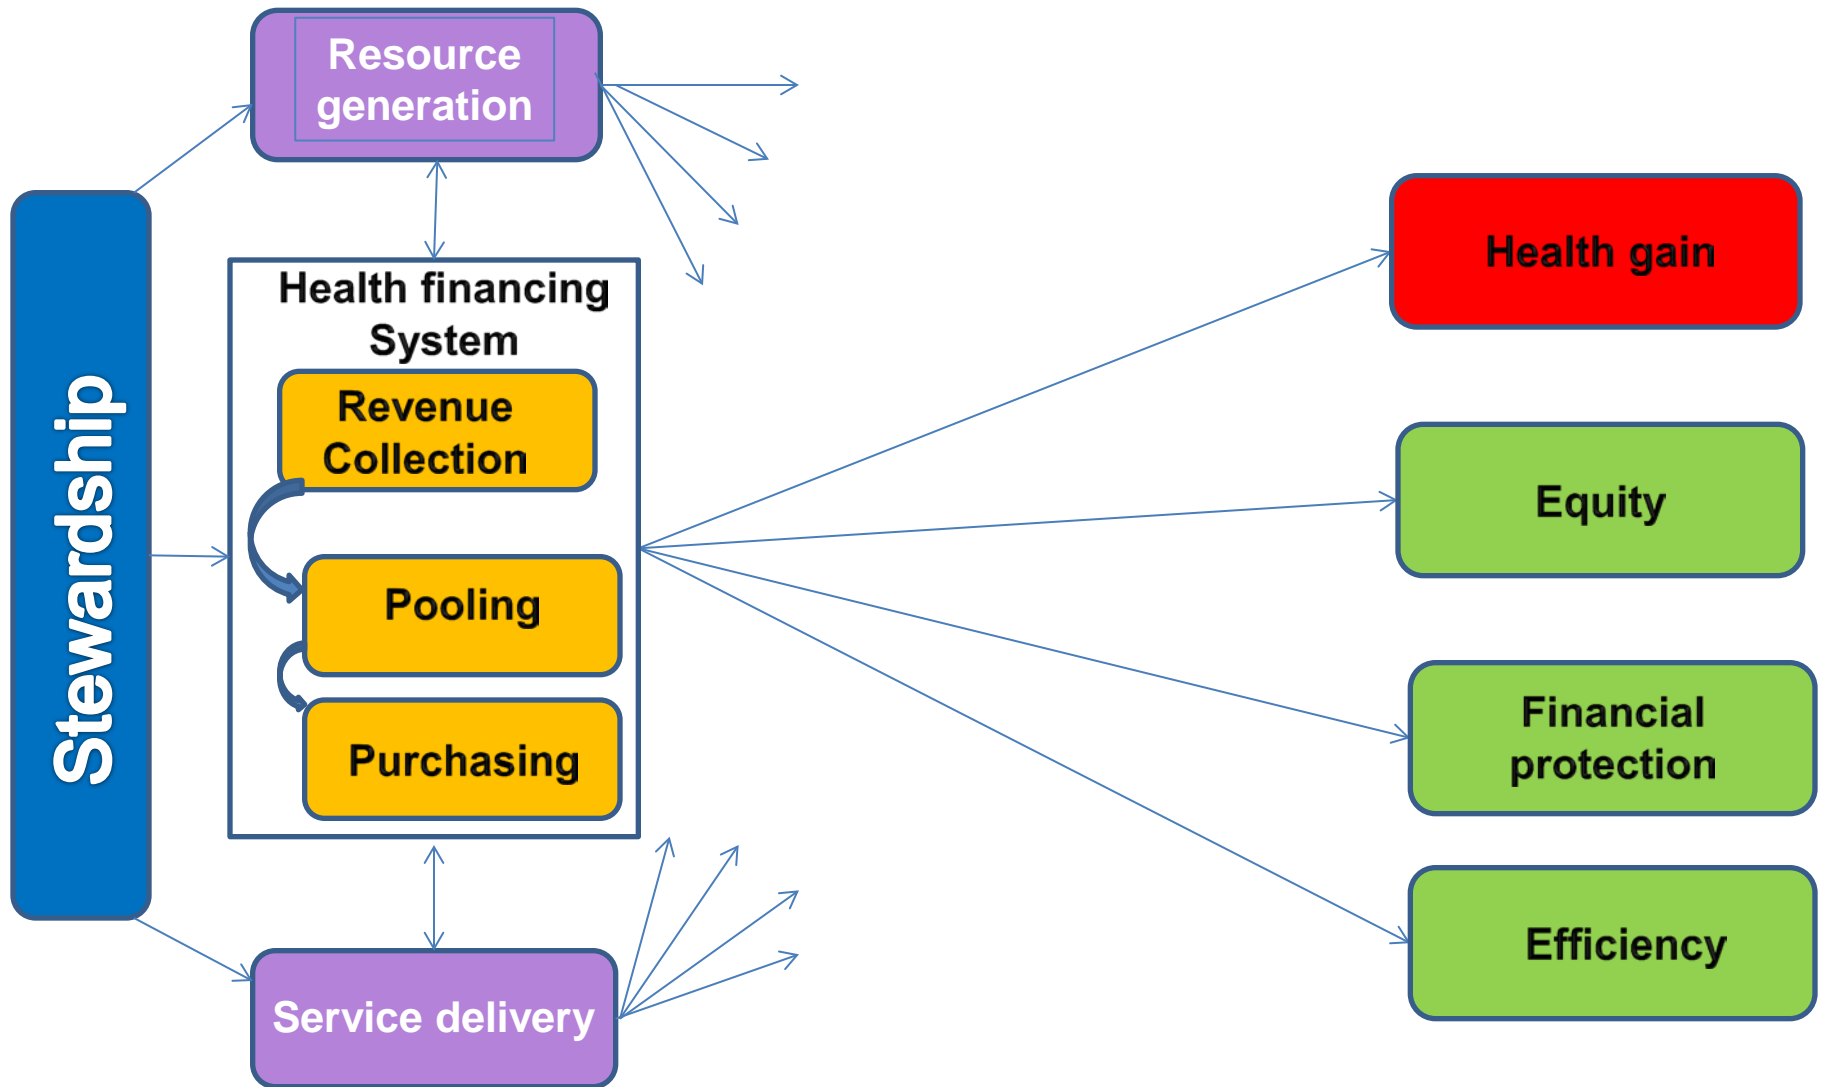 Resource
generation
Stewardship
Health financing
System
Revenue
Collection
Pooling
Purchasing
Service delivery
Health gain
Equity
Financial
protection
Efficiency